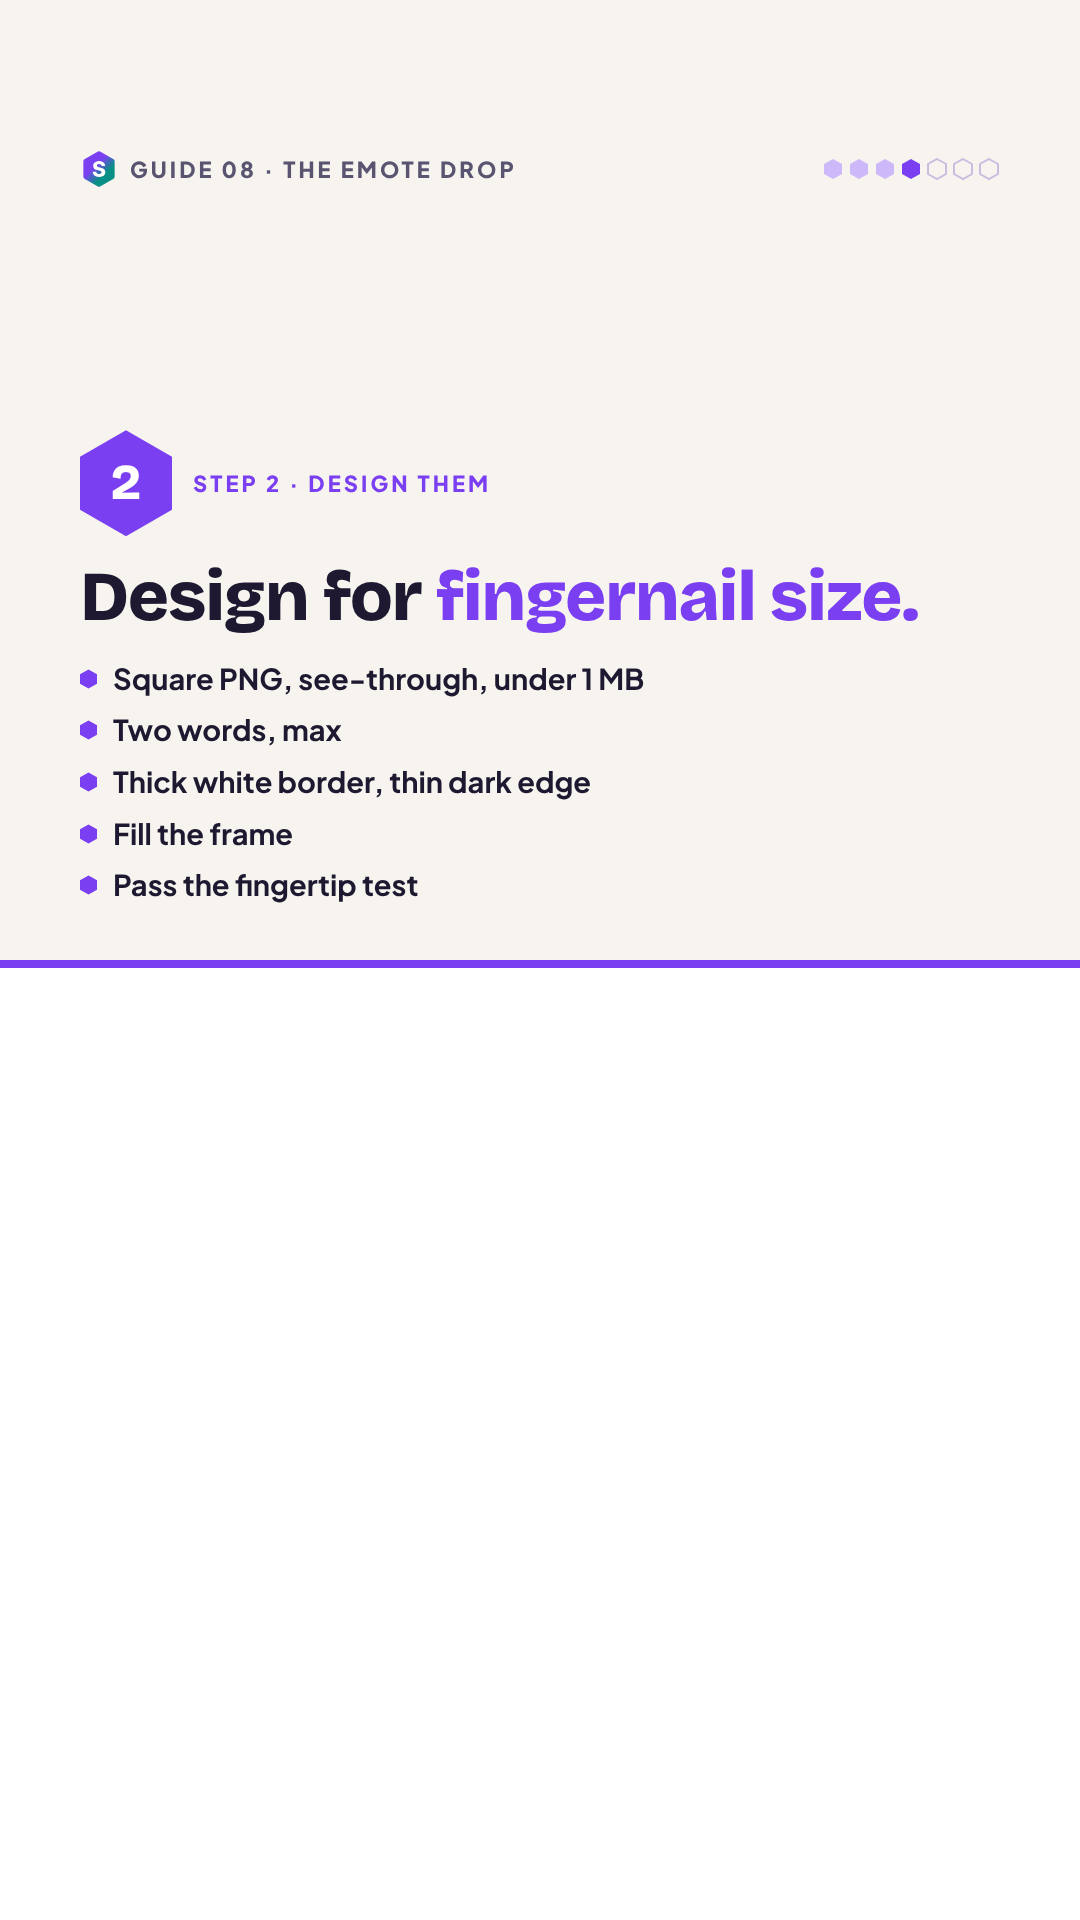 S GUIDE 08 · THE EMOTE DROP
2 STEP 2 · DESIGN THEM
Design for fingernail size.
Square PNG, see-through, under 1 MB
Two words, max
Thick white border, thin dark edge
Fill the frame
Pass the fingertip test